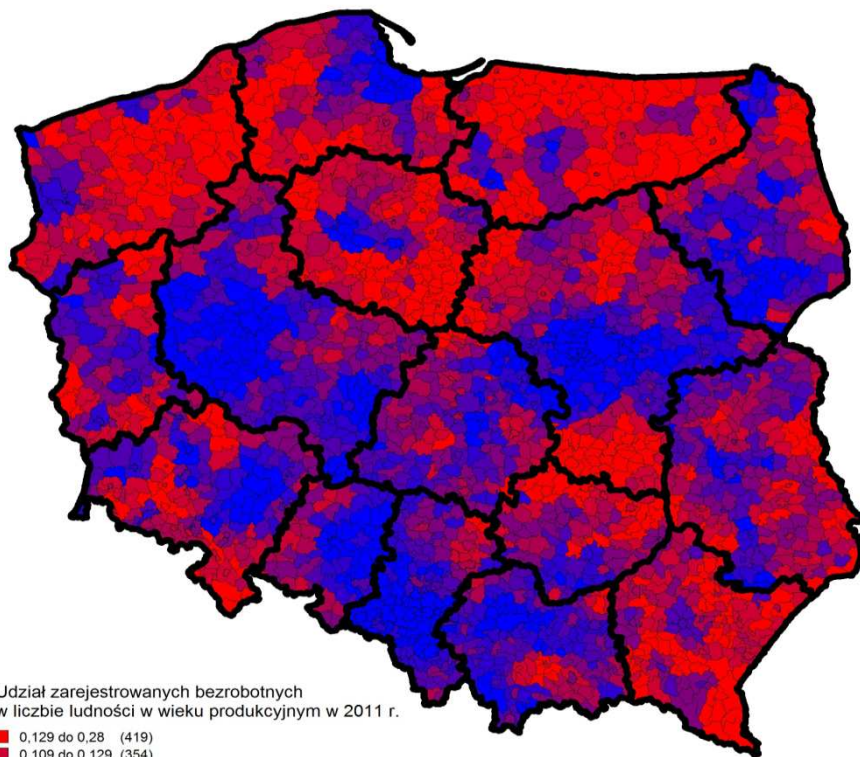 Udział zarejestrowanych bezrobotnych
w liczbie ludności w wieku produkcyjnym w 2011 r.
0,129 do 0,28 (419)
0,109 do 0,129 (354)